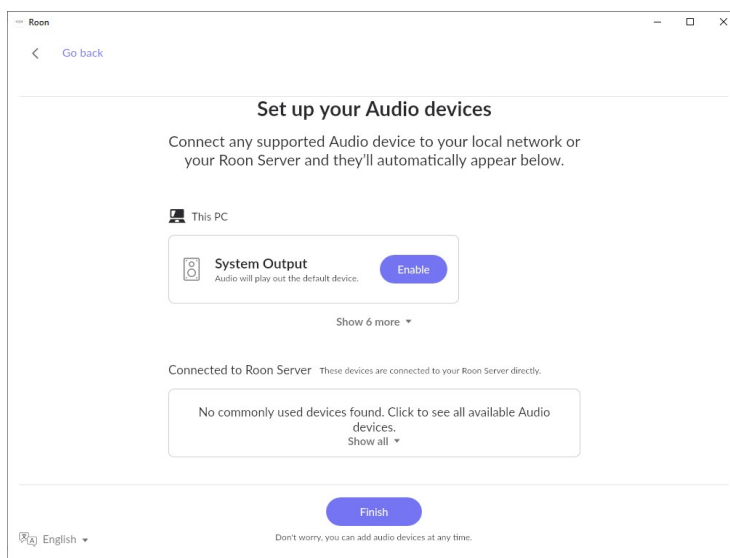 Roon
Go back
Set up your Audio devices
Connect any supported Audio device to your local network or
your Roon Server and they'll automatically appear below.
This PC
System Output
Audio will play out the default device.
Enable
Show 6 more
Connected to Roon Server These devices are connected to your Roon Server directly.
No commonly used devices found. Click to see all available Audio
devices.
Show all
Finish
Don't worry, you can add audio devices at any time.
English